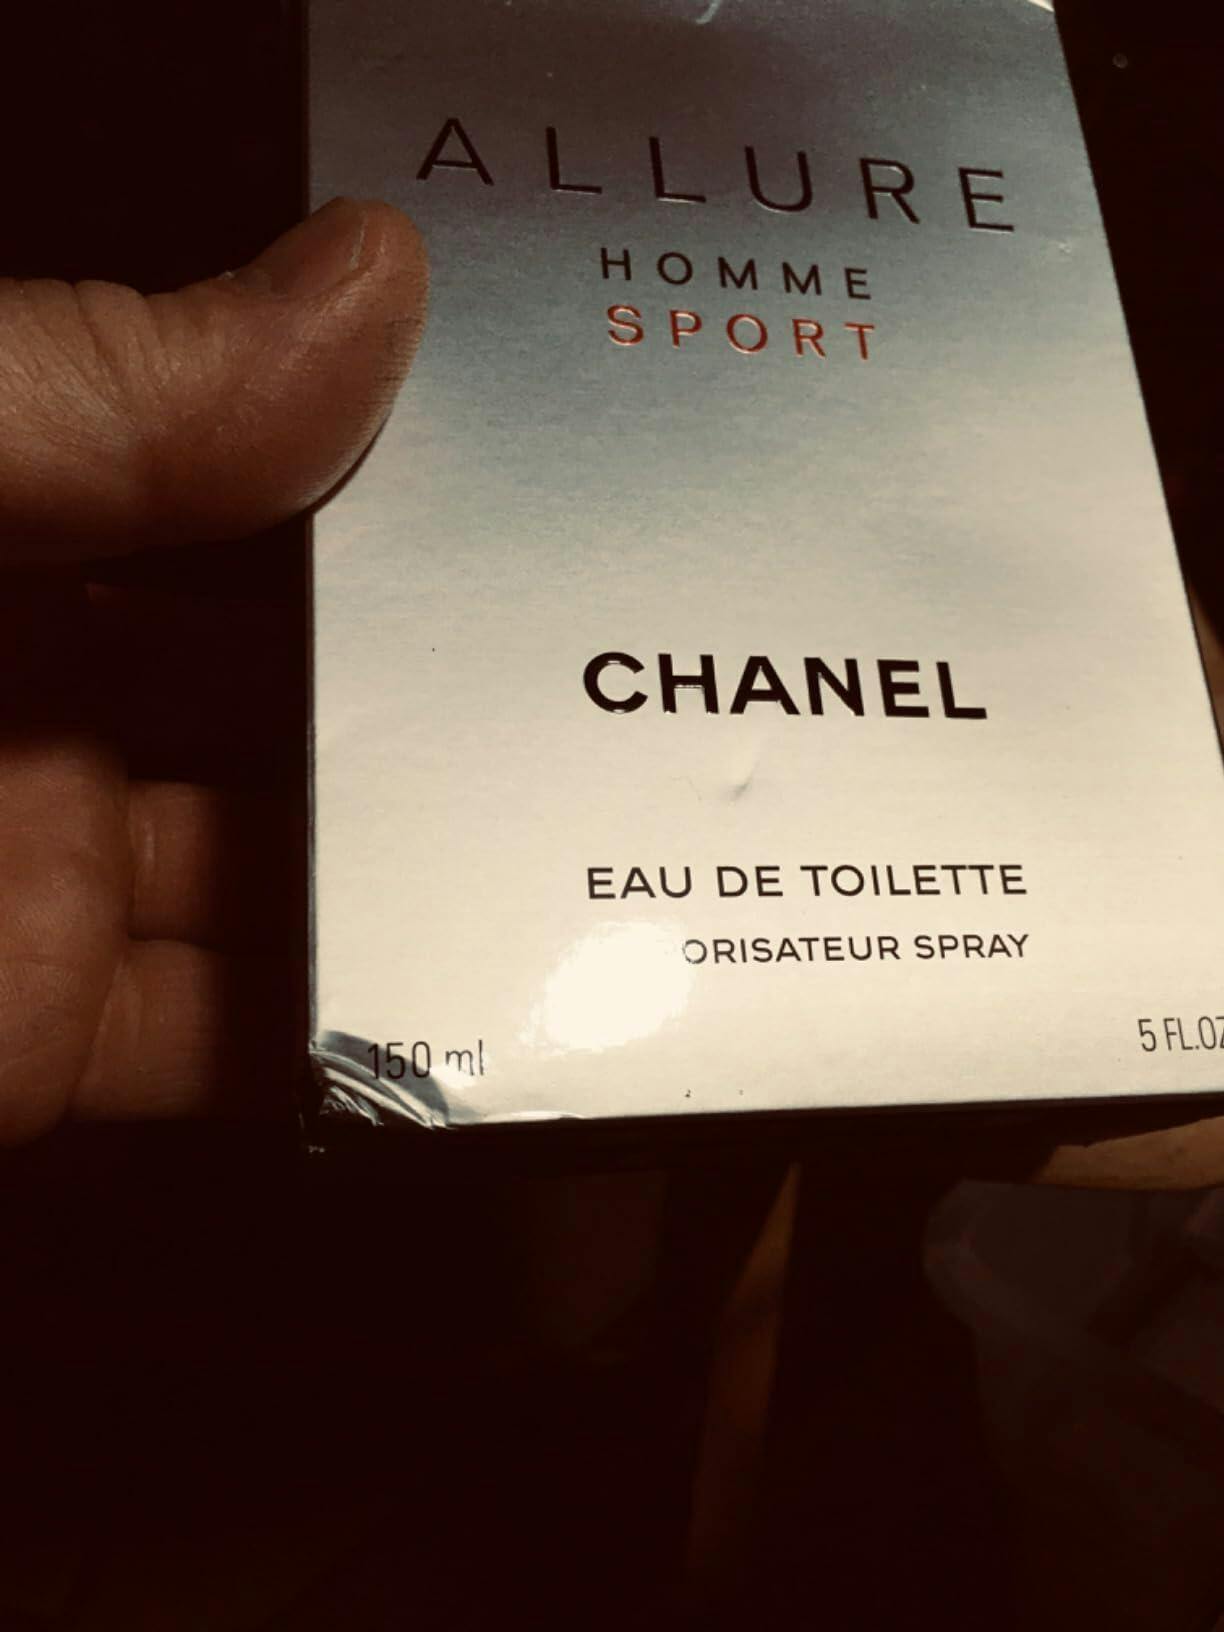 ALLURE
HOMME
SPORT
CHANEL
EAU DE TOILETTE
ORISATEUR SPRAY
150 ml
5 FL.OZ